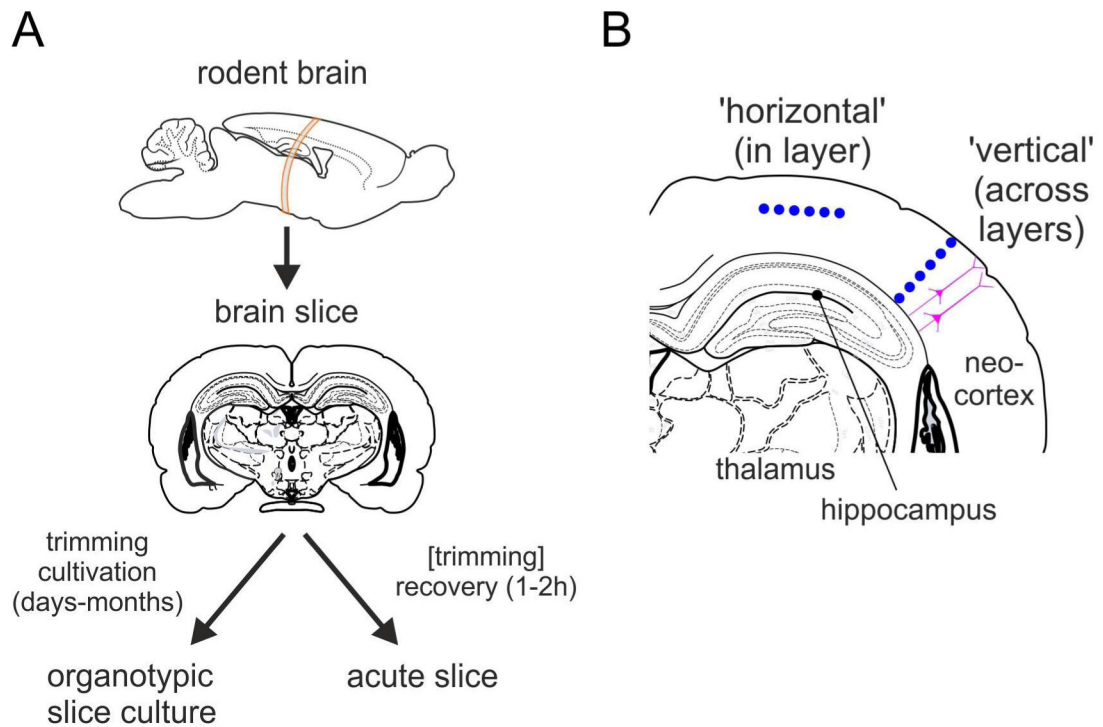 A
rodent brain
brain slice
trimming
cultivation
(days-months)
[trimming]
recovery (1-2h)
organotypic
slice culture
acute slice
B
'horizontal'
(in layer)
'vertical'
(across
layers)
neo-
cortex
thalamus
hippocampus